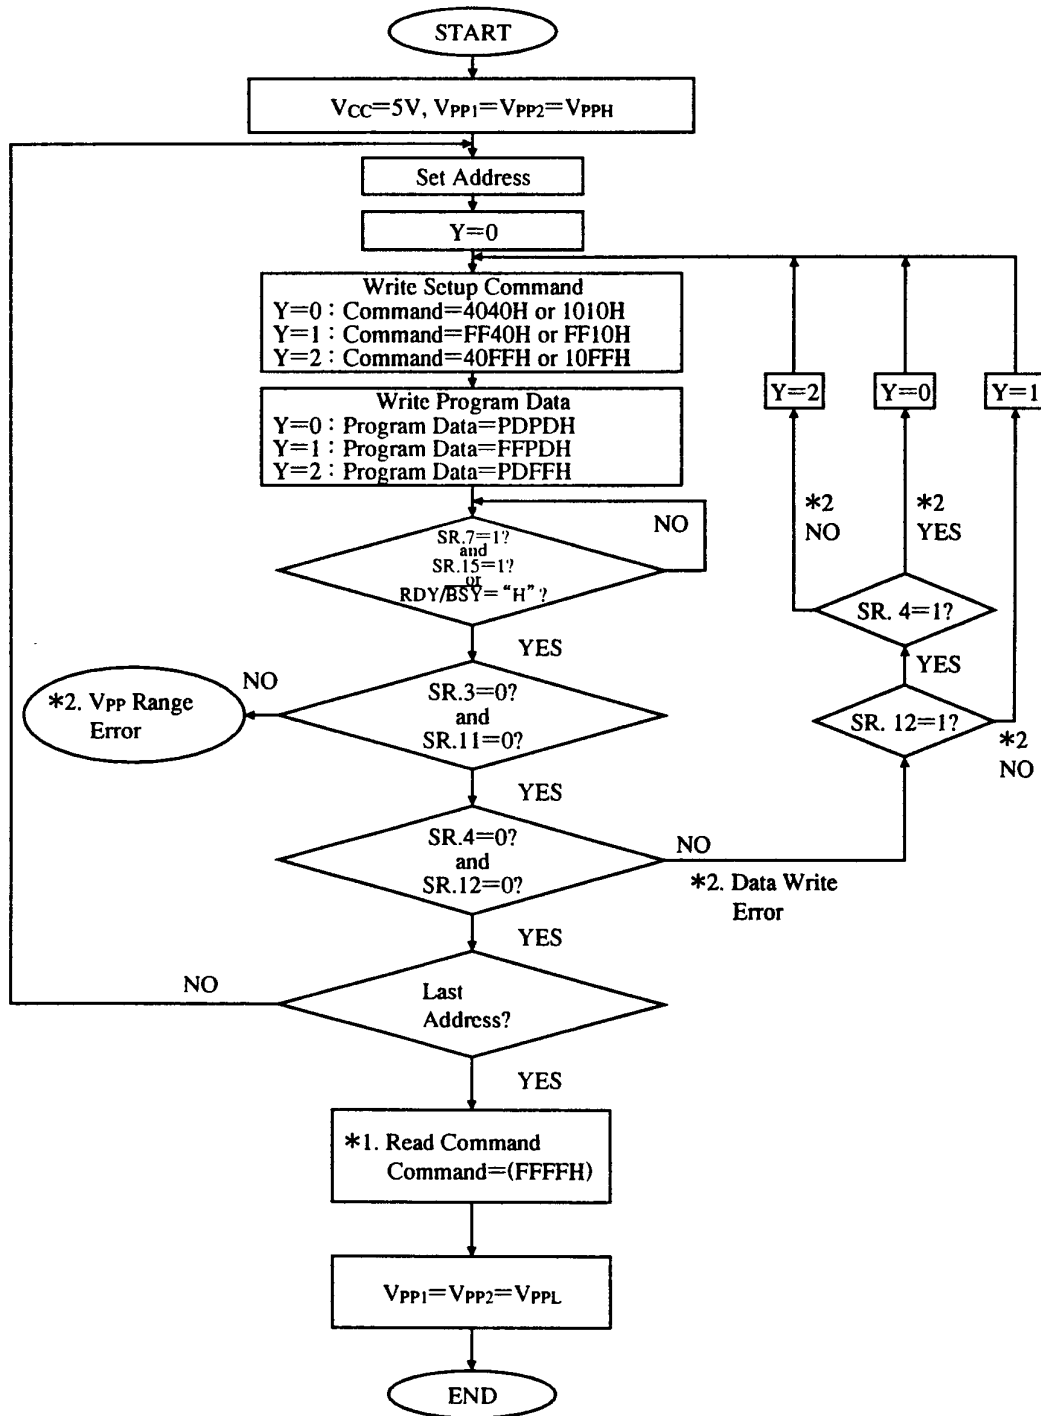 START
VCC=5V, VPP1=VPP2=VPPH
Set Address
Y=0
Write Setup Command
Y=0 : Command=4040H or 1010H
Y=1 : Command=FF40H or FF10H
Y=2 : Command=40FFH or 10FFH
Y=2
Y=0
Y=1
Write Program Data
Y=0 : Program Data=PDPDH
Y=1 : Program Data=FFPDH
Y=2 : Program Data=PDFFH
NO
SR.7=1?
and
SR.15=1?
or
RDY/BSY= “H” ?
*2
NO
*2
YES
SR. 4=1?
YES
YES
SR. 12=1?
*2
NO
NO
*2. VPP Range
Error
SR.3=0?
and
SR.11=0?
YES
SR.4=0?
and
SR.12=0?
NO
*2. Data Write
Error
YES
NO
Last
Address?
YES
*1. Read Command
Command=(FFFFH)
VPP1=VPP2=VPPL
END